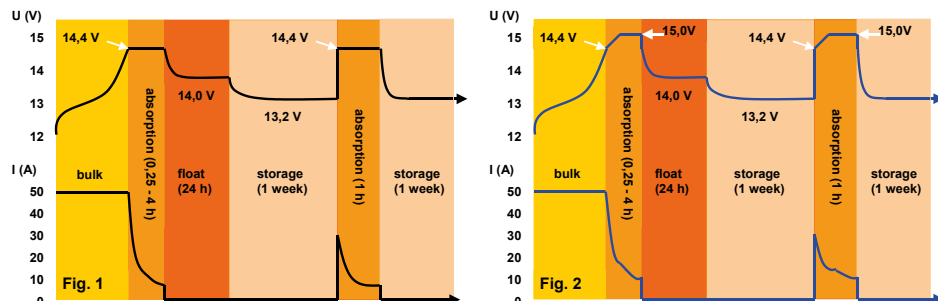 U (V)
15
14
13
12
I (A)
50
0
40
30
20
10
0
14,4 V
14,0 V
13,2 V
14,4 V
bulk
absorption (0,25 - 4 h)
float
(24 h)
storage
(1 week)
absorption (1 h)
storage
(1 week)
Fig. 1
U (V)
15
14
13
12
I (A)
50
0
40
30
20
10
0
14,4 V
15,0V
14,0 V
13,2 V
14,4 V
15,0V
bulk
absorption (0,25 - 4 h)
float
(24 h)
storage
(1 week)
absorption (1 h)
storage
(1 week)
Fig. 2